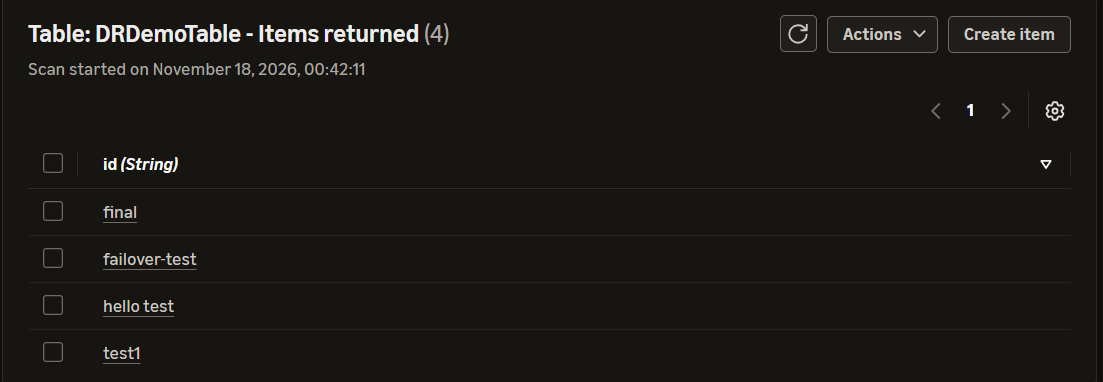 Table: DRDemoTable - Items returned (4)
Actions
Create item
Scan started on November 18, 2026, 00:42:11
1
id (String)
final
failover-test
hello test
test1